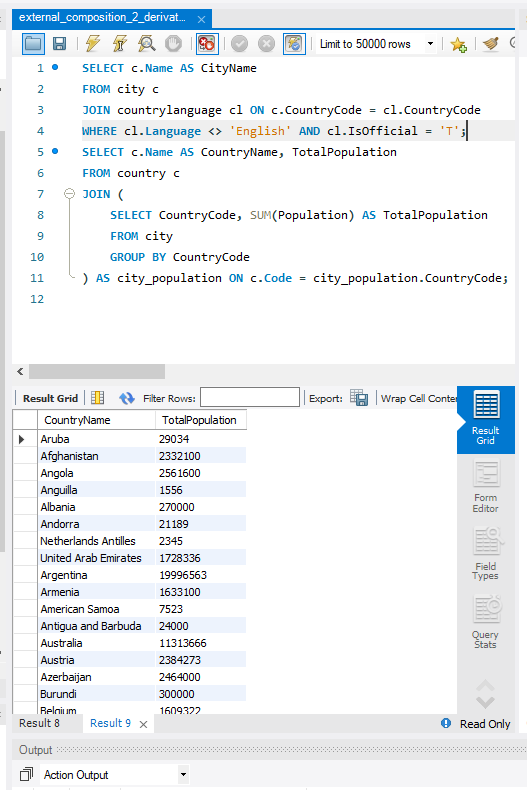 external_composition_2_derivat...
Limit to 50000 rows
1 SELECT c.Name AS CityName
2 FROM city c
3 JOIN countrylanguage cl ON c.CountryCode = cl.CountryCode
4 WHERE cl.Language <> 'English' AND cl.IsOfficial = 'T';
5 SELECT c.Name AS CountryName, TotalPopulation
6 FROM country c
7 JOIN (
8 SELECT CountryCode, SUM(Population) AS TotalPopulation
9 FROM city
10 GROUP BY CountryCode
11 ) AS city_population ON c.Code = city_population.CountryCode;
12
Result Grid Filter Rows: Export: Wrap Cell Conter
CountryName TotalPopulation
Aruba 29034
Afghanistan 2332100
Angola 2561600
Anguilla 1556
Albania 270000
Andorra 21189
Netherlands Antilles 2345
United Arab Emirates 1728336
Argentina 19996563
Armenia 1633100
American Samoa 7523
Antigua and Barbuda 24000
Australia 11313666
Austria 2384273
Azerbaijan 2464000
Burundi 300000
Belgium 1609322
Result
Grid
Form
Editor
Field
Types
Query
Stats
Result 8 Result 9 Read Only
Output
Action Output